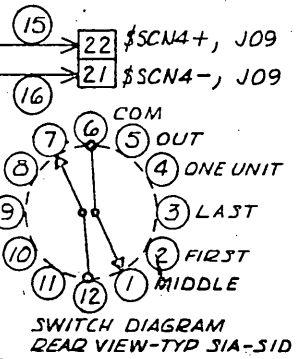 15
22 $SCN4+, J09
21 $SCN4-, J09
16
COM
7 6 5 OUT
8 4 ONE UNIT
9 3 LAST
10 2 FIRST
11 12 1 MIDDLE
SWITCH DIAGRAM
REAR VIEW-TYP S1A-S1D